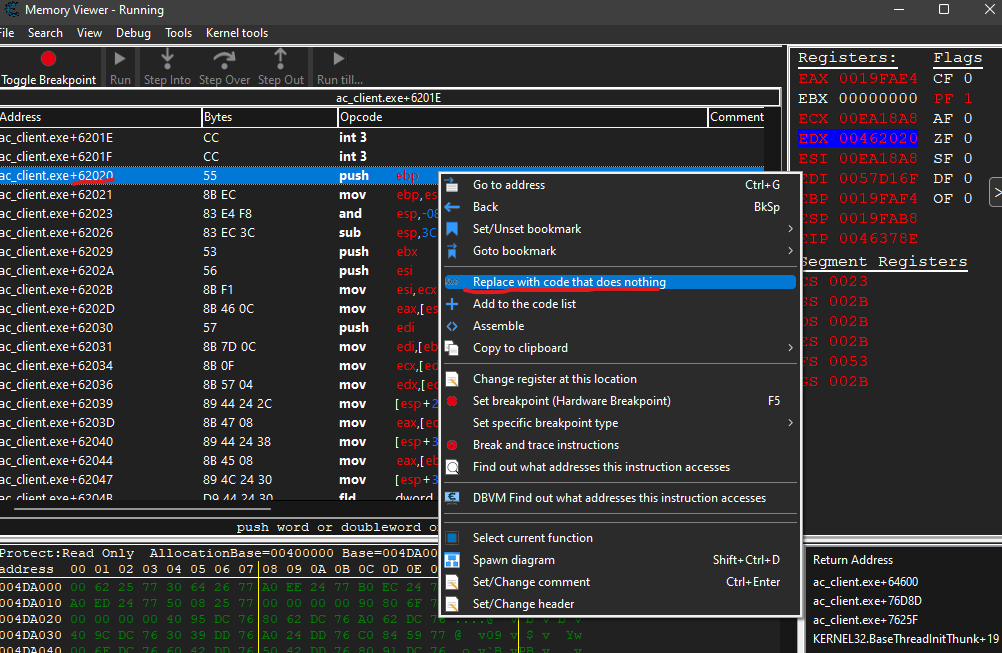 Memory Viewer - Running
File Search View Debug Tools Kernel tools
Toggle Breakpoint Run Step Into Step Over Step Out Run till...
ac_client.exe+6201E
Address Bytes Opcode Comment
ac_client.exe+6201E CC int 3
ac_client.exe+6201F CC int 3
ac_client.exe+62020 55 push ebp
ac_client.exe+62021 8B EC mov ebp,es
ac_client.exe+62023 83 E4 F8 and esp,-08
ac_client.exe+62026 83 EC 3C sub esp,3C
ac_client.exe+62029 53 push ebx
ac_client.exe+6202A 56 push esi
ac_client.exe+6202B 8B F1 mov esi,ecx
ac_client.exe+6202D 8B 46 0C mov eax,[es
ac_client.exe+62030 57 push edi
ac_client.exe+62031 8B 7D 0C mov edi,[eb
ac_client.exe+62034 8B 0F mov ecx,[ed
ac_client.exe+62036 8B 57 04 mov edx,[ed
ac_client.exe+62039 89 44 24 2C mov [esp+2
ac_client.exe+6203D 8B 47 08 mov eax,[ed
ac_client.exe+62040 89 44 24 38 mov [esp+3
ac_client.exe+62044 8B 45 08 mov eax,[eb
ac_client.exe+62047 89 4C 24 30 mov [esp+3
ac_client.exe+6204B D9 44 24 30 fld dword
push word or doubleword o
Go to address Ctrl+G
Back BkSp
Set/Unset bookmark
Goto bookmark
Replace with code that does nothing
Add to the code list
Assemble
Copy to clipboard
Change register at this location
Set breakpoint (Hardware Breakpoint) F5
Set specific breakpoint type
Break and trace instructions
Find out what addresses this instruction accesses
DBVM Find out what addresses this instruction accesses
Select current function
Spawn diagram Shift+Ctrl+D
Set/Change comment Ctrl+Enter
Set/Change header
Registers: Flags
EAX 0019FAE4 CF 0
EBX 00000000 PF 1
ECX 00EA18A8 AF 0
EDX 00462020 ZF 0
ESI 00EA18A8 SF 0
EDI 0057D16F DF 0
EBP 0019FAF4 OF 0
ESP 0019FAB8
EIP 0046378E
Segment Registers
CS 0023
SS 002B
DS 002B
ES 002B
FS 0053
GS 002B
Protect:Read Only AllocationBase=00400000 Base=004DA00
address 00 01 02 03 04 05 06 07 08 09 0A 0B 0C 0D 0E
004DA000 00 62 25 77 30 64 26 77 A0 EE 24 77 B0 EC 24 7
004DA010 A0 ED 24 77 50 08 25 77 00 00 00 00 90 80 6F 7
004DA020 00 00 00 00 40 95 DC 76 80 62 DC 76 A0 62 DC 7
004DA030 40 9C DC 76 30 39 DD 76 A0 24 DD 76 C0 84 59 77 @ v09 v$ v Yw
Return Address
ac_client.exe+64600
ac_client.exe+76D8D
ac_client.exe+7625F
KERNEL32.BaseThreadInitThunk+19